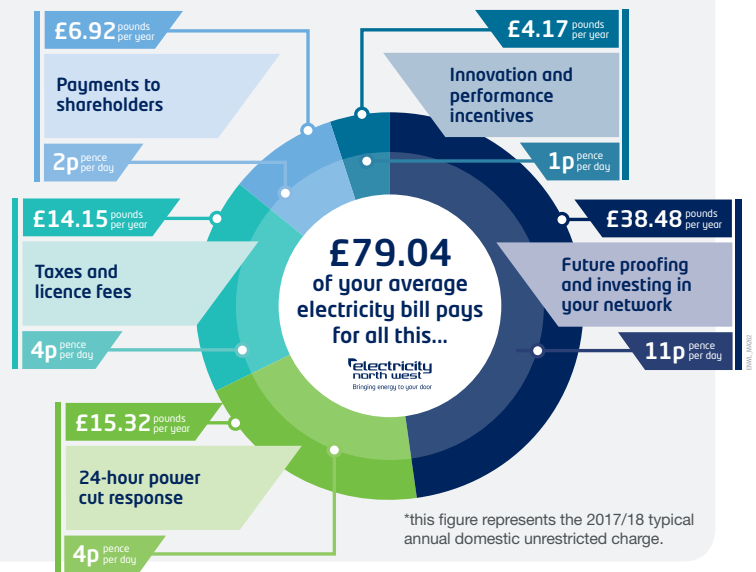 £6.92 pounds per year
Payments to
shareholders
2p pence per day
£4.17 pounds per year
Innovation and
performance
incentives
1p pence per day
£14.15 pounds per year
Taxes and
licence fees
4p pence per day
£38.48 pounds per year
Future proofing
and investing in
your network
11p pence per day
£79.04
of your average
electricity bill pays
for all this...
electricity
north west
Bringing energy to your door
£15.32 pounds per year
24-hour power
cut response
4p pence per day
*this figure represents the 2017/18 typical
annual domestic unrestricted charge.